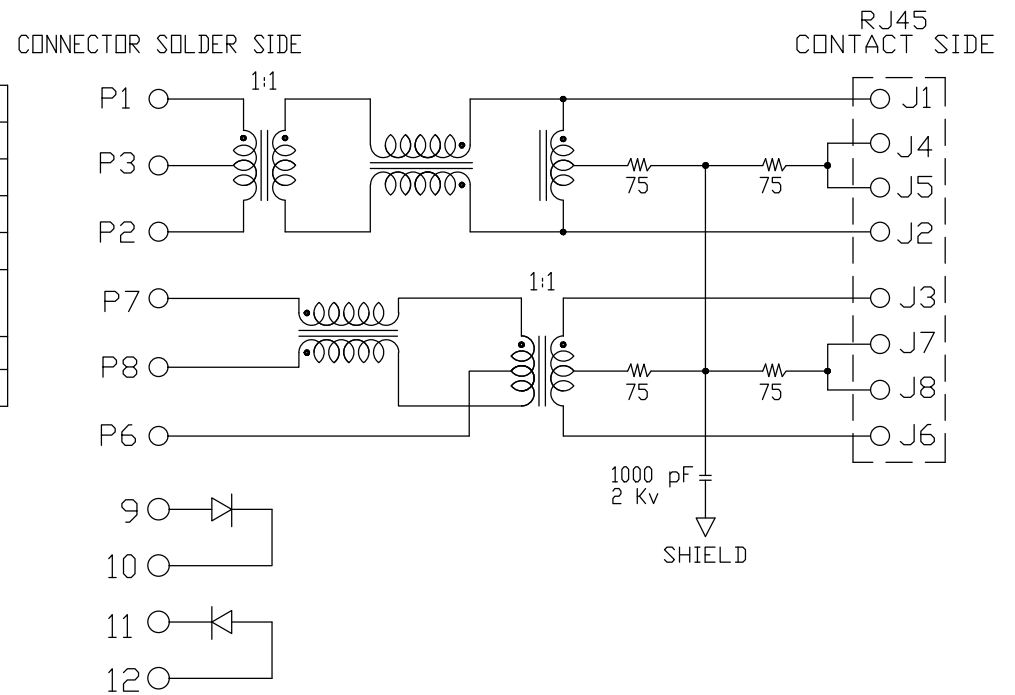 RJ45
CONNECTOR SOLDER SIDE
CONTACT SIDE
1:1
P1
J1
P3
J4
75
75
J5
P2
J2
1:1
P7
J3
J7
P8
75
75
J8
P6
J6
1000 pF
2 Kv
9
SHIELD
10
11
12